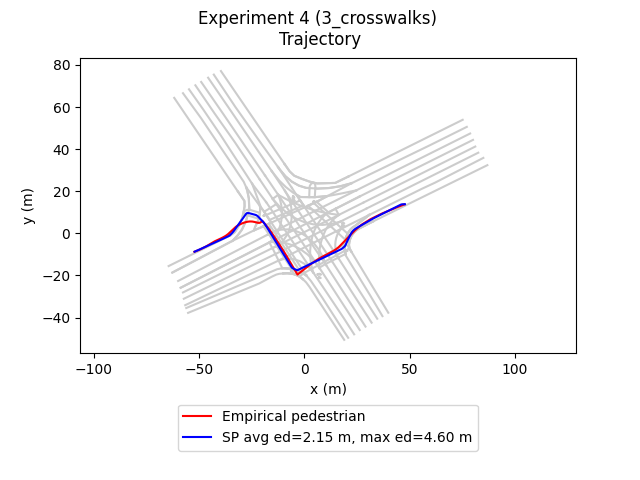 Experiment 4 (3_crosswalks)
Trajectory
80
60
40
20
0
−20
−40
y (m)
−100
−50
0
50
100
x (m)
Empirical pedestrian
SP avg ed=2.15 m, max ed=4.60 m